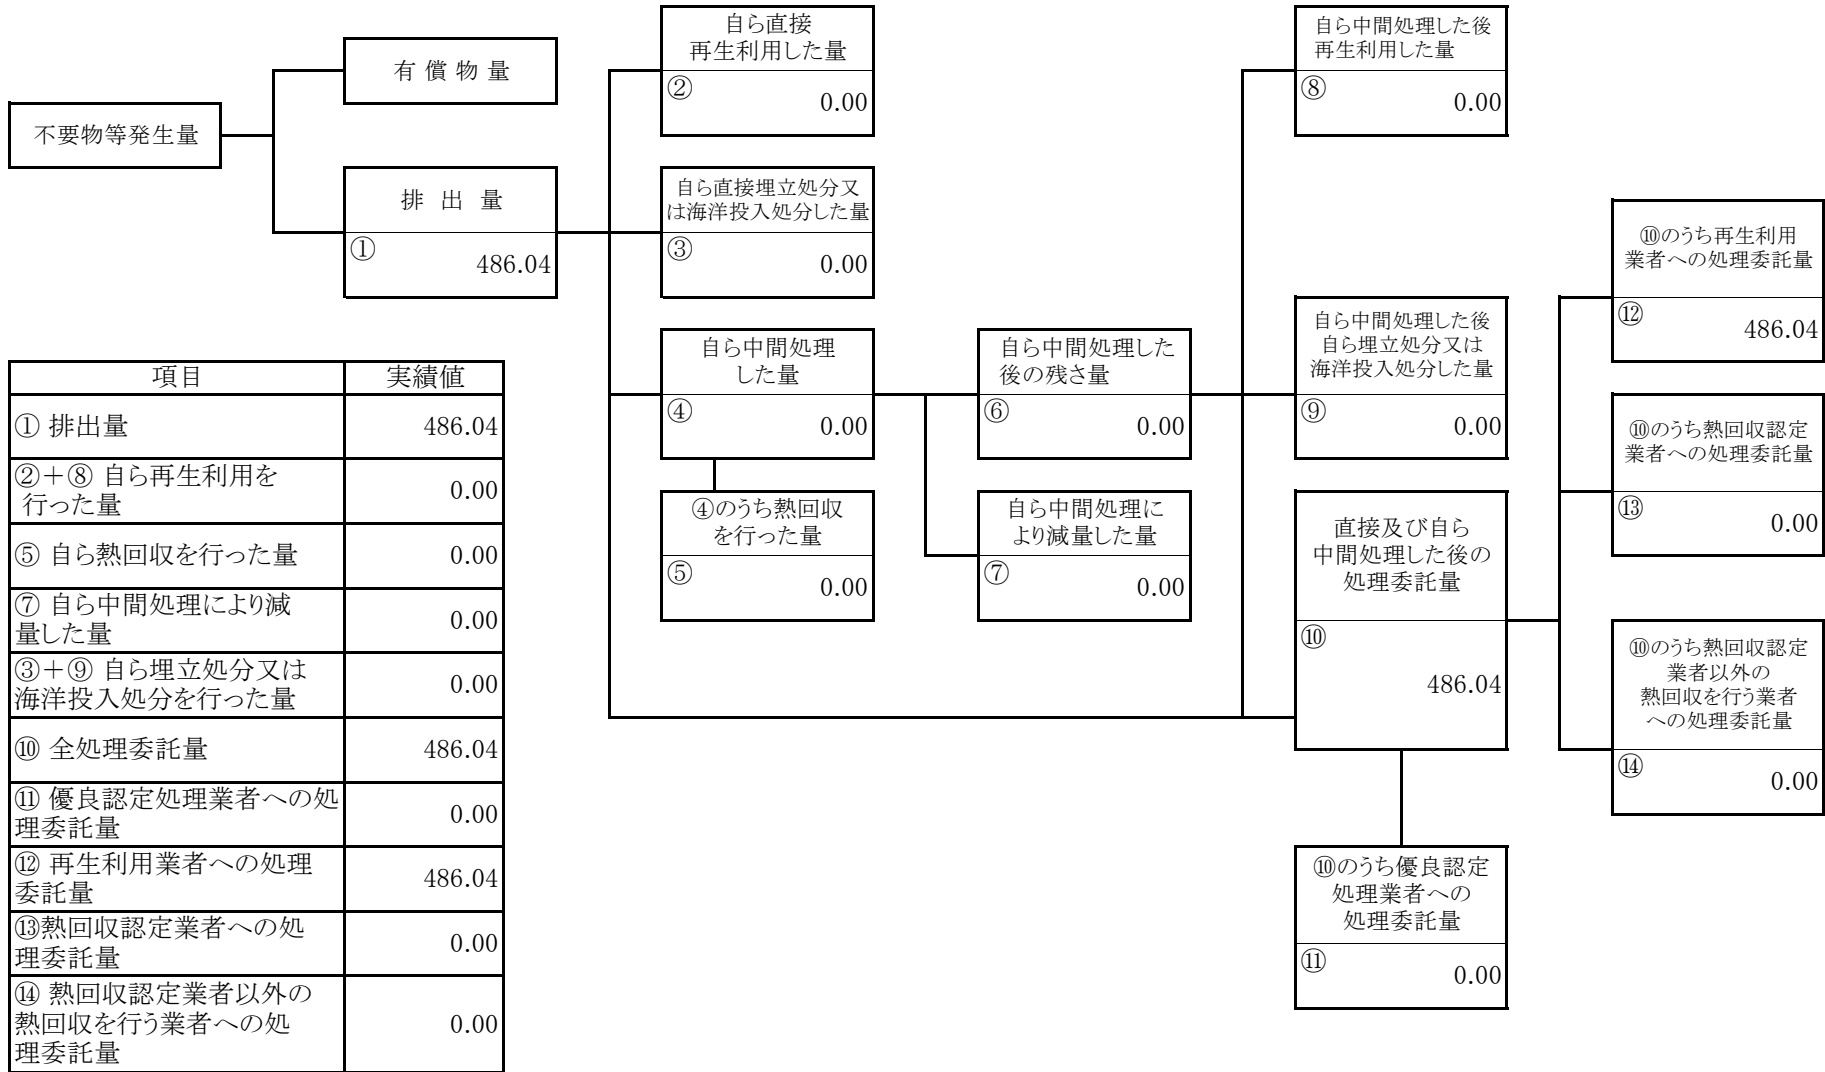 不要物等発生量
有 償 物 量
排 出 量
①
486.04
自ら直接
再生利用した量
②
0.00
自ら直接埋立処分又
は海洋投入処分した量
③
0.00
自ら中間処理
した量
④
0.00
④のうち熱回収
を行った量
⑤
0.00
自ら中間処理した
後の残さ量
⑥
0.00
自ら中間処理に
より減量した量
⑦
0.00
自ら中間処理した後
再生利用した量
⑧
0.00
自ら中間処理した後
自ら埋立処分又は
海洋投入処分した量
⑨
0.00
直接及び自ら
中間処理した後の
処理委託量
⑩
486.04
⑩のうち優良認定
処理業者への
処理委託量
⑪
0.00
⑩のうち再生利用
業者への処理委託量
⑫
486.04
⑩のうち熱回収認定
業者への処理委託量
⑬
0.00
⑩のうち熱回収認定
業者以外の
熱回収を行う業者
への処理委託量
⑭
0.00
項目 実績値
① 排出量 486.04
②＋⑧ 自ら再生利用を
行った量 0.00
⑤ 自ら熱回収を行った量 0.00
⑦ 自ら中間処理により減
量した量 0.00
③＋⑨ 自ら埋立処分又は
海洋投入処分を行った量 0.00
⑩ 全処理委託量 486.04
⑪ 優良認定処理業者への処
理委託量 0.00
⑫ 再生利用業者への処理
委託量 486.04
⑬熱回収認定業者への処
理委託量 0.00
⑭ 熱回収認定業者以外の
熱回収を行う業者への処
理委託量 0.00